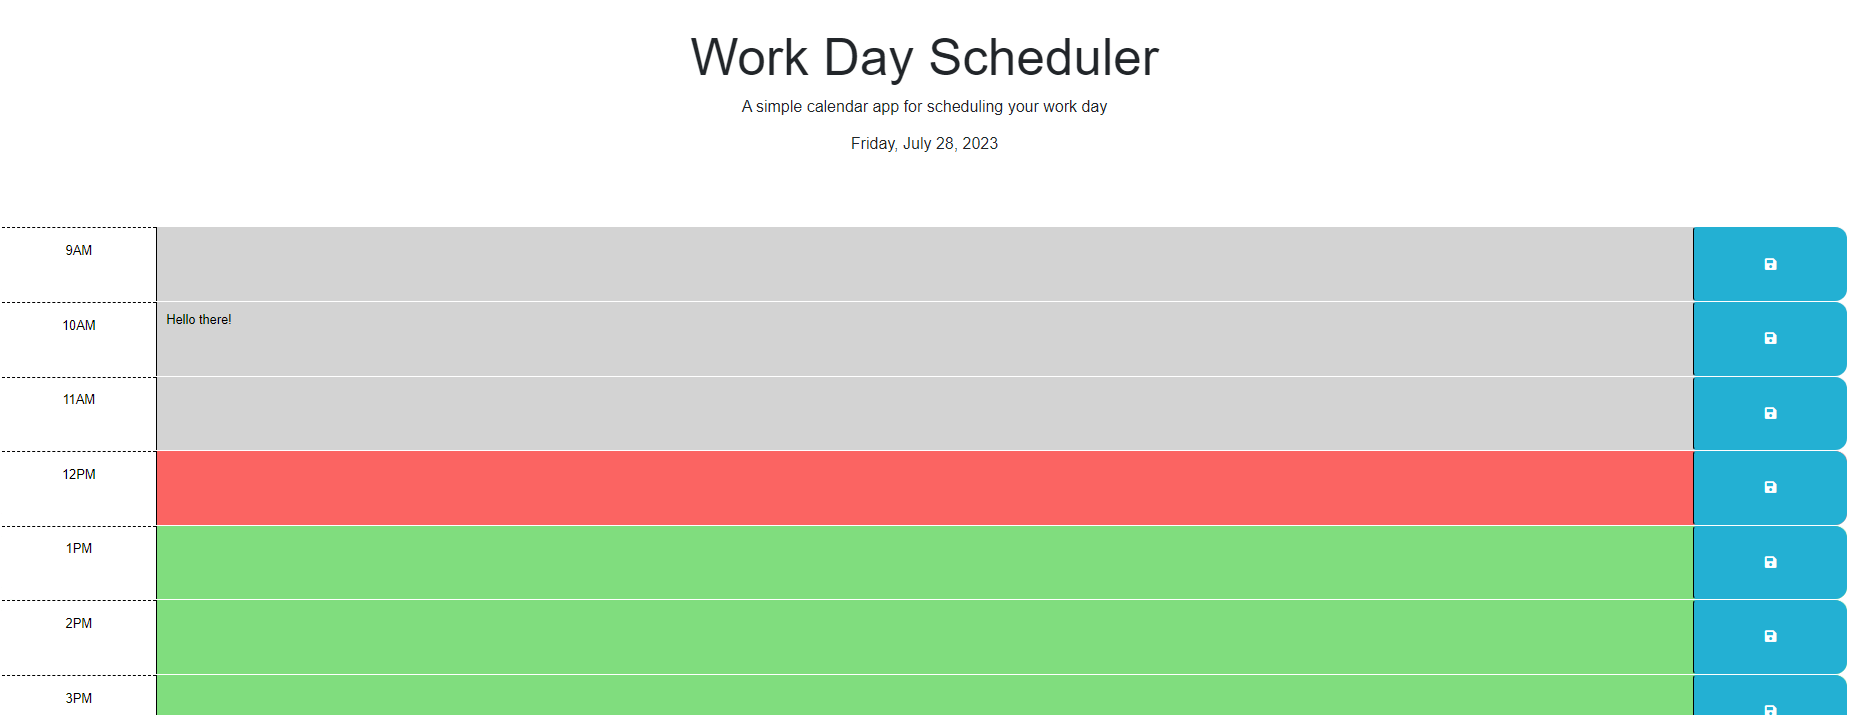 Work Day Scheduler
A simple calendar app for scheduling your work day
Friday, July 28, 2023
9AM
10AM
Hello there!
11AM
12PM
1PM
2PM
3PM